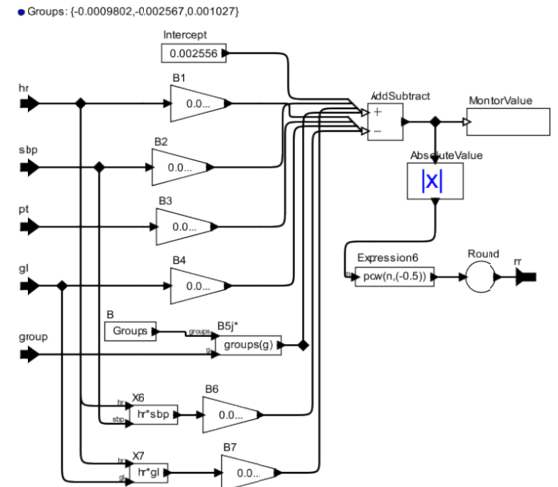 Groups: {-0.0009802,-0.002567,0.001027}
Intercept
0.002556
hr
B1
0.0...
AddSubtract
+
−
MontorValue
sbp
B2
0.0...
AbsoluteValue
|x|
pt
B3
0.0...
gl
B4
0.0...
Expression6
pow(n,(-0.5))
Round
rr
B
Groups
groups
B5j*
groups(g)
group
g
X6
hr
hr*sbp
sbp
B6
0.0...
X7
hr
hr*gl
gl
B7
0.0...